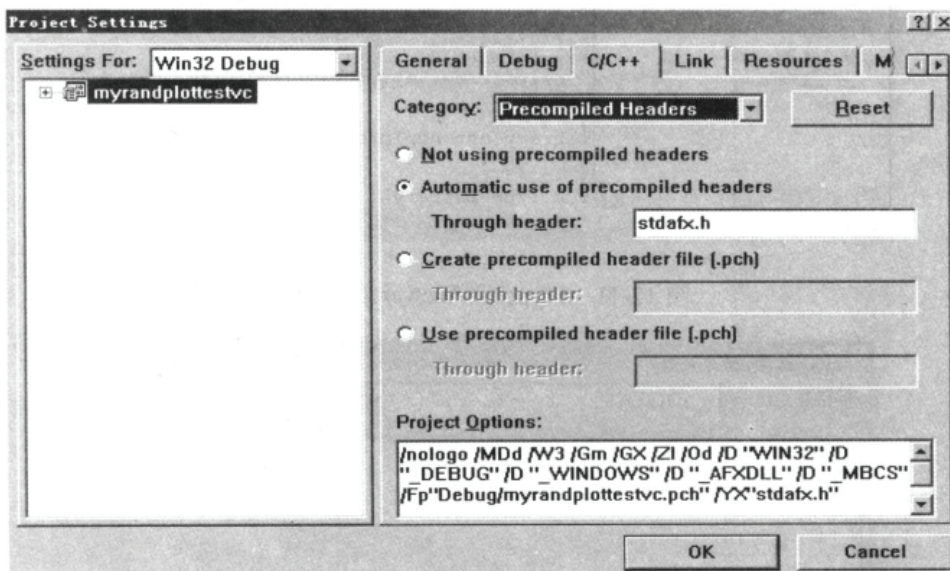 Project Settings
Settings For: Win32 Debug
myrandplottestvc
General Debug C/C++ Link Resources M
Category: Precompiled Headers Reset
Not using precompiled headers
Automatic use of precompiled headers
Through header: stdafx.h
Create precompiled header file (.pch)
Through header:
Use precompiled header file (.pch)
Through header:
Project Options:
/nologo /MDd /W3 /Gm /GX /ZI /Od /D "WIN32" /D
"_DEBUG" /D "_WINDOWS" /D "_AFXDLL" /D "_MBCS"
/Fp"Debug/myrandplottestvc.pch" /YX"stdafx.h"
OK Cancel